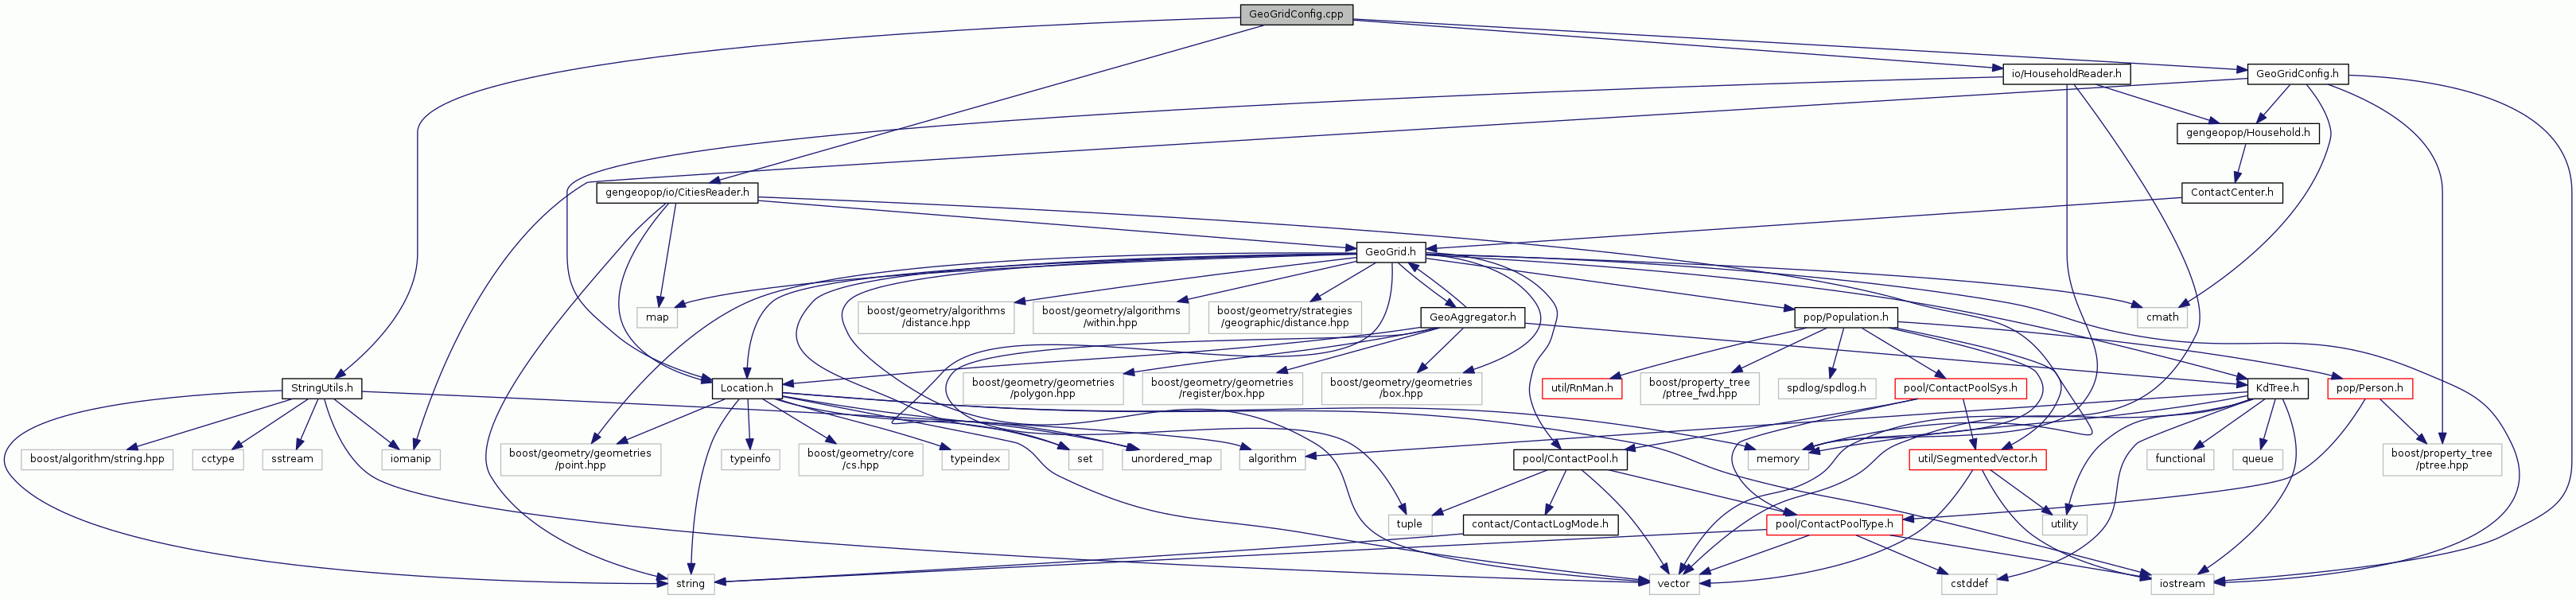 GeoGridConfig.cpp
io/HouseholdReader.h
GeoGridConfig.h
gengeopop/Household.h
gengeopop/io/CitiesReader.h
ContactCenter.h
GeoGrid.h
map
boost/geometry/algorithms
/distance.hpp
boost/geometry/algorithms
/within.hpp
boost/geometry/strategies
/geographic/distance.hpp
GeoAggregator.h
pop/Population.h
cmath
StringUtils.h
Location.h
boost/geometry/geometries
/polygon.hpp
boost/geometry/geometries
/register/box.hpp
boost/geometry/geometries
/box.hpp
util/RnMan.h
boost/property_tree
/ptree_fwd.hpp
spdlog/spdlog.h
pool/ContactPoolSys.h
KdTree.h
pop/Person.h
boost/algorithm/string.hpp
cctype
sstream
iomanip
boost/geometry/geometries
/point.hpp
typeinfo
boost/geometry/core
/cs.hpp
typeindex
set
unordered_map
algorithm
memory
pool/ContactPool.h
util/SegmentedVector.h
functional
queue
boost/property_tree
/ptree.hpp
tuple
contact/ContactLogMode.h
pool/ContactPoolType.h
utility
string
vector
cstddef
iostream